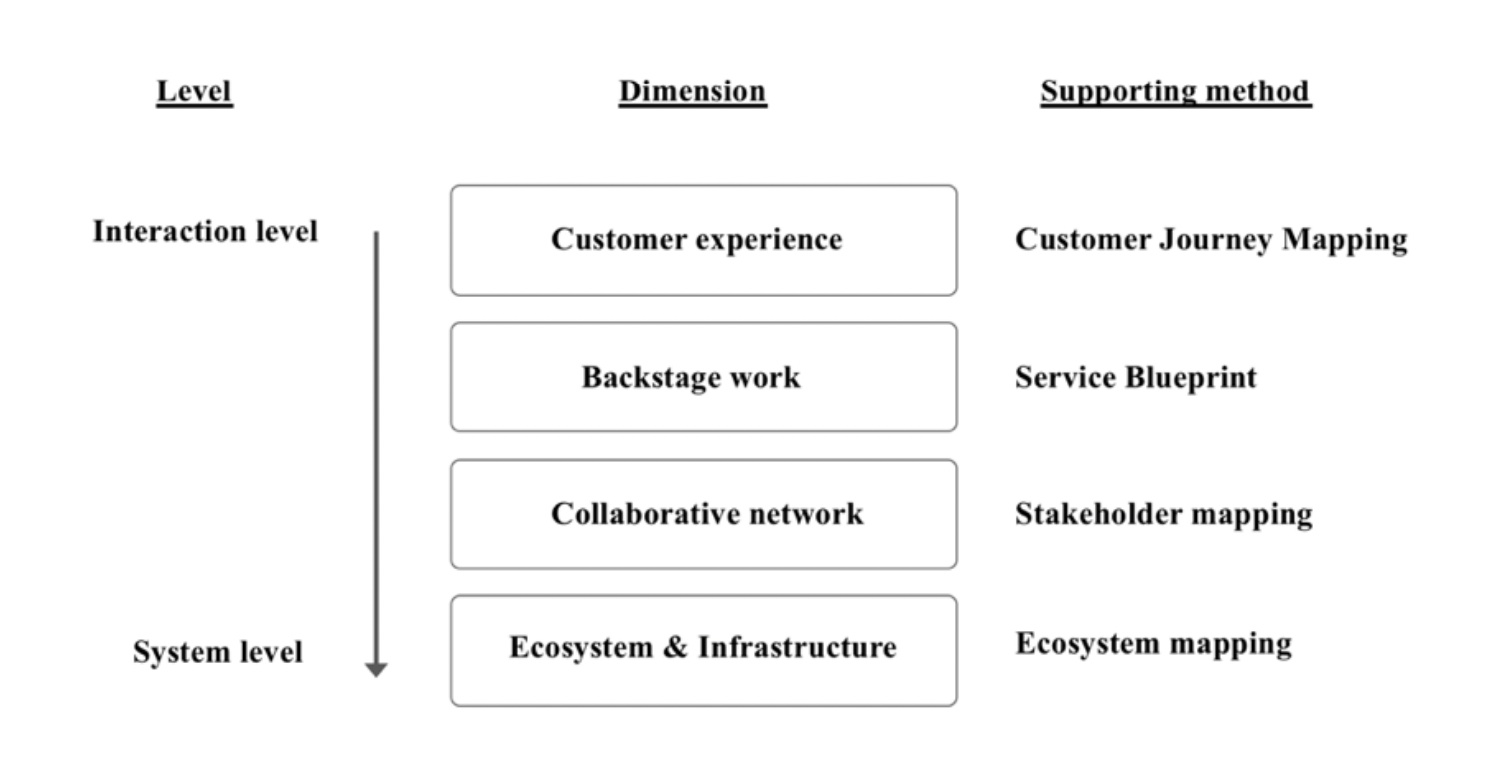 Level
Dimension
Supporting method
Interaction level
Customer experience
Customer Journey Mapping
Backstage work
Service Blueprint
Collaborative network
Stakeholder mapping
System level
Ecosystem & Infrastructure
Ecosystem mapping